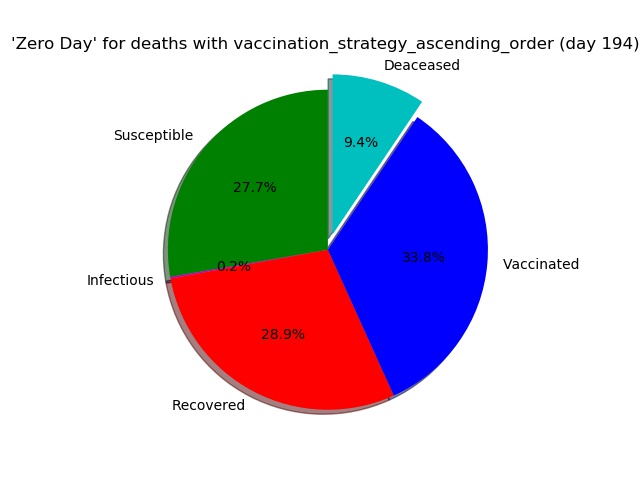 'Zero Day' for deaths with vaccination_strategy_ascending_order (day 194)
Deaceased
Susceptible
9.4%
27.7%
33.8%
Vaccinated
0.2%
Infectious
28.9%
Recovered